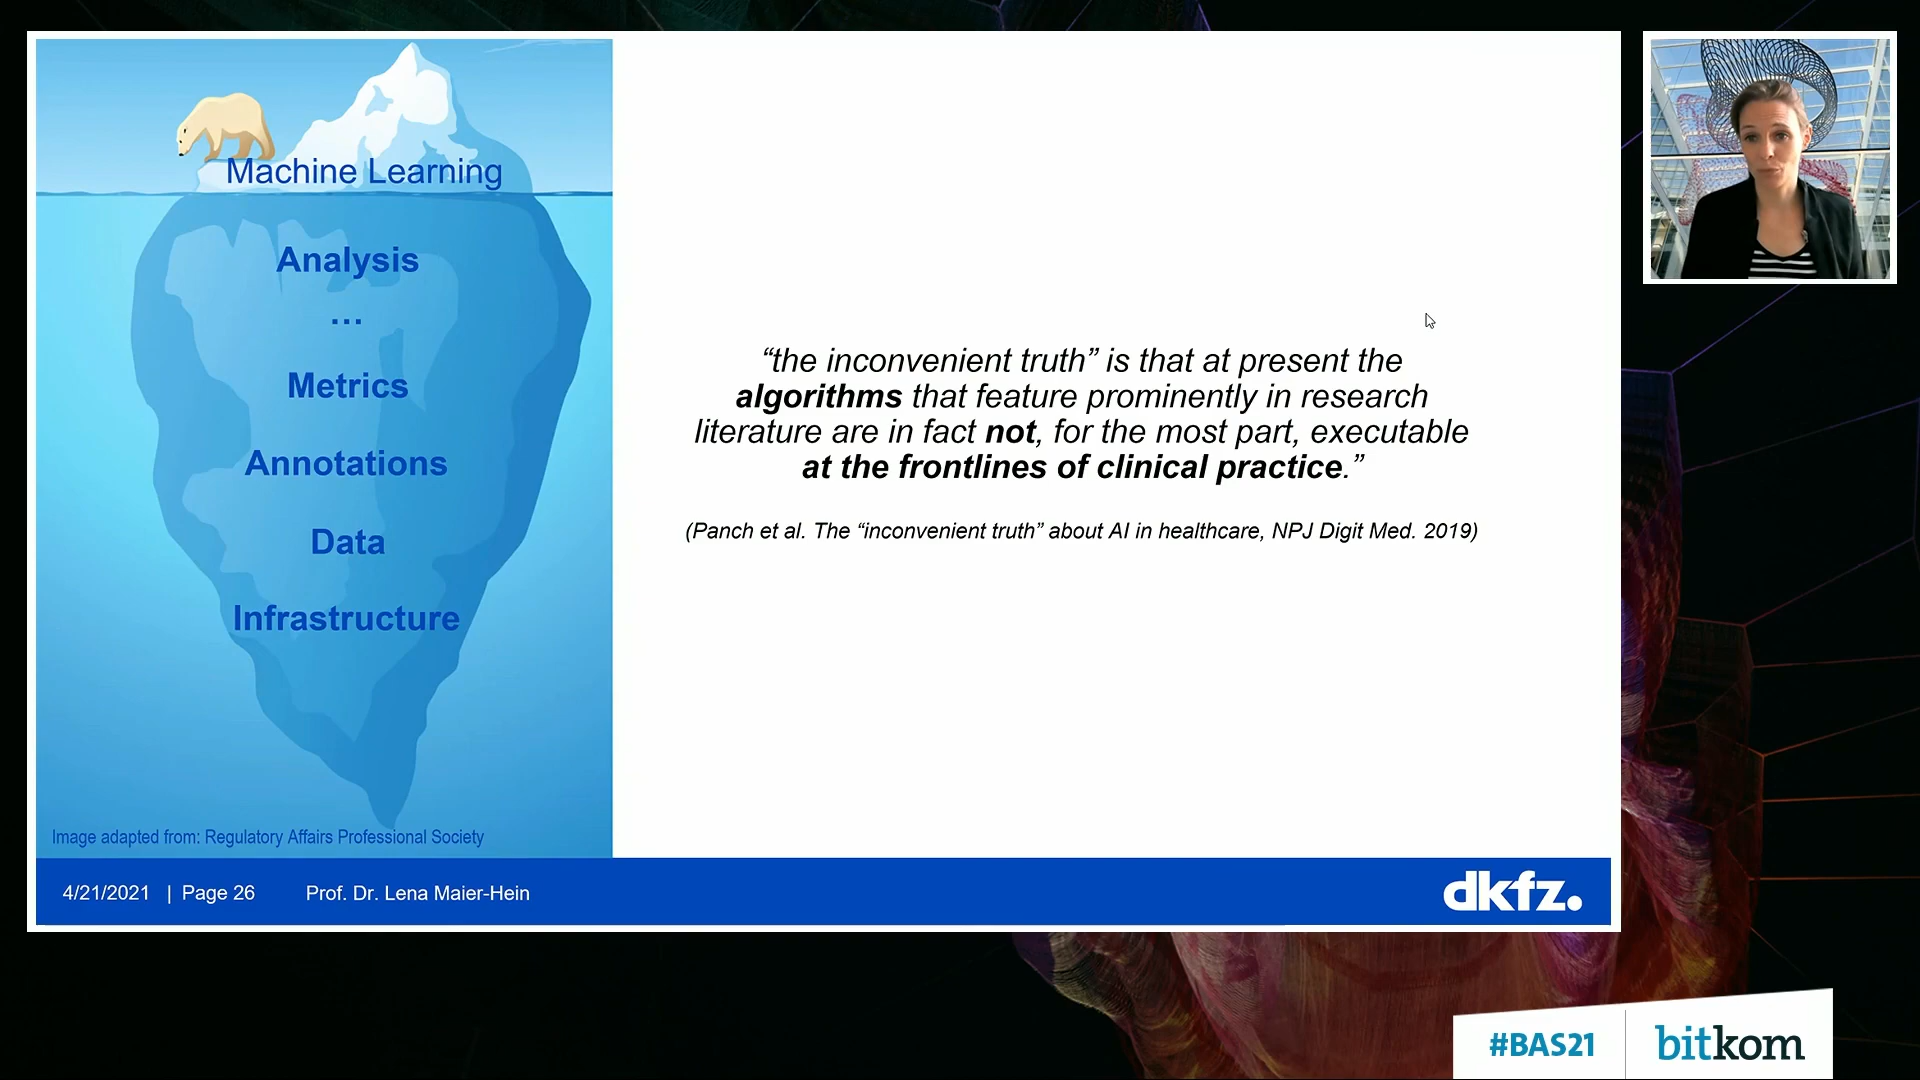 Machine Learning
Analysis
...
Metrics
Annotations
Data
Infrastructure
Image adapted from: Regulatory Affairs Professional Society
“the inconvenient truth” is that at present the
algorithms that feature prominently in research
literature are in fact not, for the most part, executable
at the frontlines of clinical practice.”
(Panch et al. The “inconvenient truth” about AI in healthcare, NPJ Digit Med. 2019)
4/21/2021 | Page 26 Prof. Dr. Lena Maier-Hein
dkfz.
#BAS21
bitkom